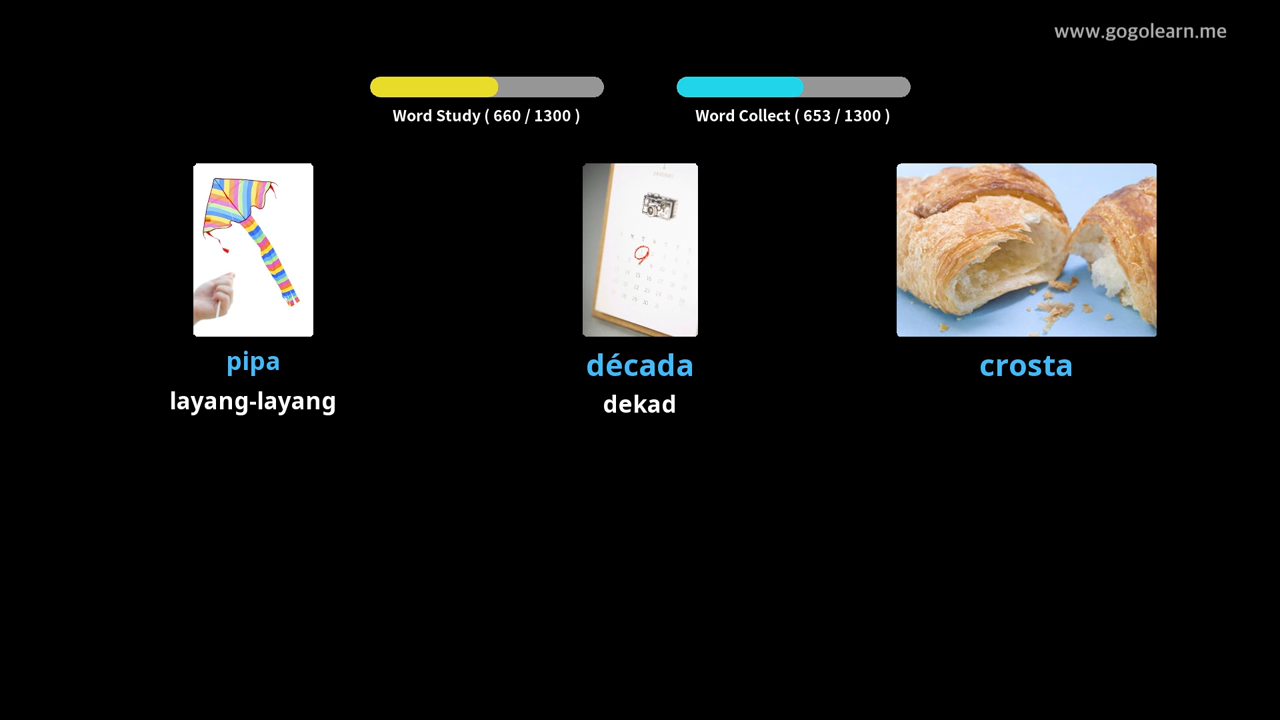 www.gogolearn.me
Word Study ( 660 / 1300 )
Word Collect ( 653 / 1300 )
pipa
década
crosta
layang-layang
dekad